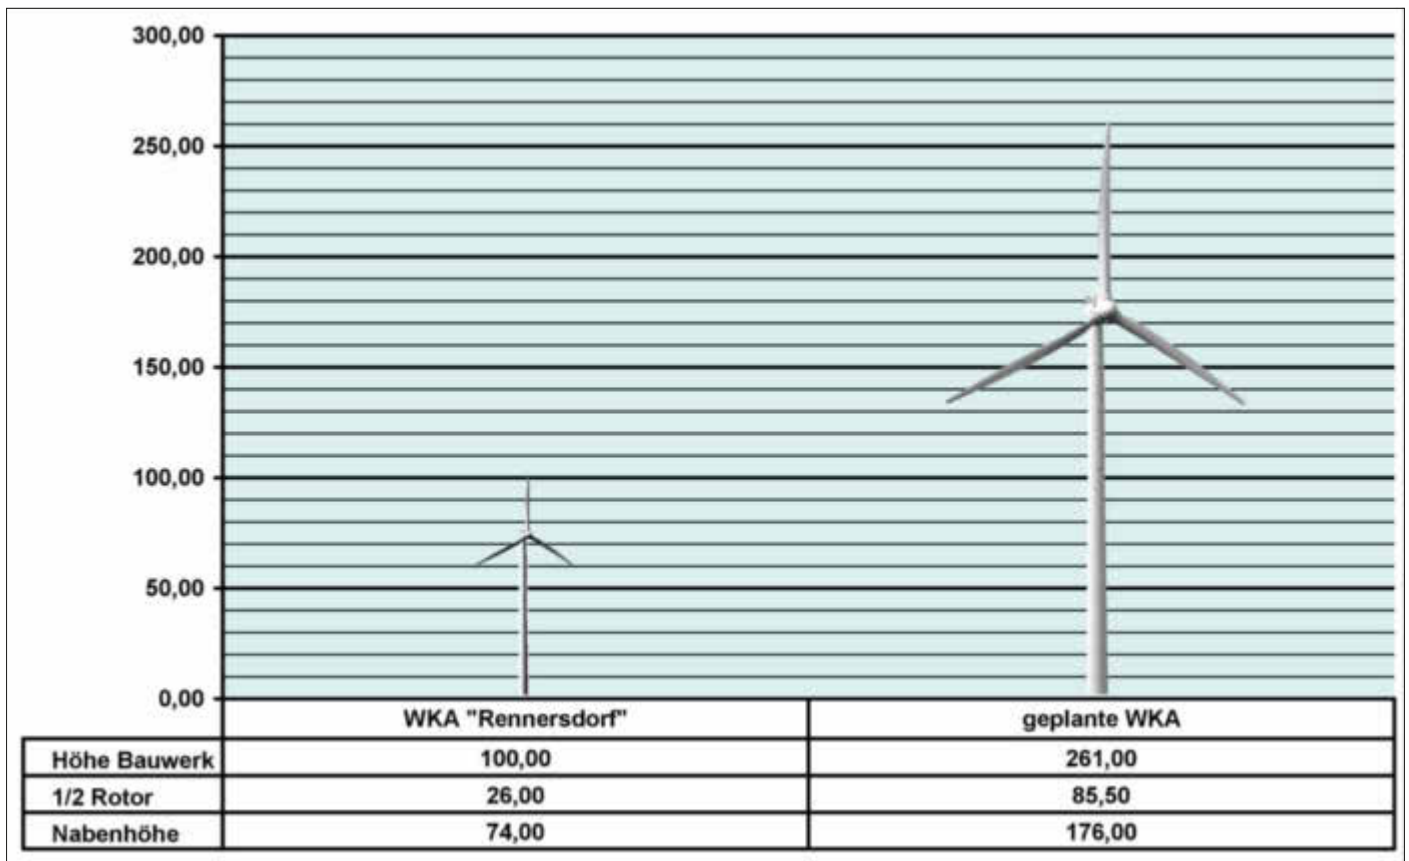 300,00
250,00
200,00
150,00
100,00
50,00
0,00
WKA "Rennersdorf" geplante WKA
Höhe Bauwerk 100,00 261,00
1/2 Rotor 26,00 85,50
Nabenhöhe 74,00 176,00